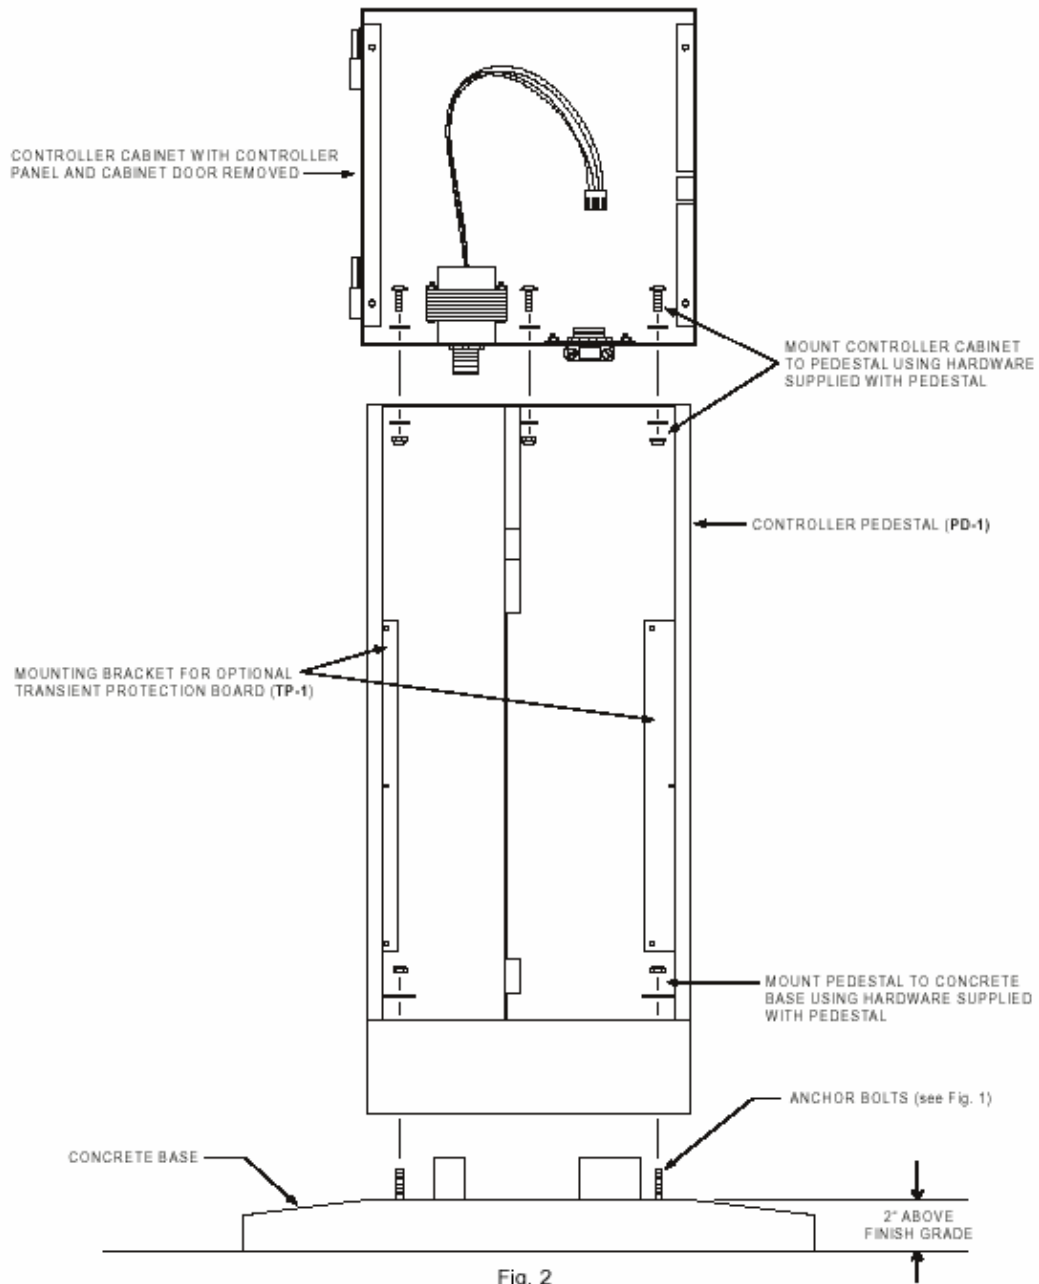 CONTROLLER CABINET WITH CONTROLLER
PANEL AND CABINET DOOR REMOVED
MOUNT CONTROLLER CABINET
TO PEDESTAL USING HARDWARE
SUPPLIED WITH PEDESTAL
CONTROLLER PEDESTAL (PD-1)
MOUNTING BRACKET FOR OPTIONAL
TRANSIENT PROTECTION BOARD (TP-1)
MOUNT PEDESTAL TO CONCRETE
BASE USING HARDWARE SUPPLIED
WITH PEDESTAL
ANCHOR BOLTS (see Fig. 1)
CONCRETE BASE
2" ABOVE
FINISH GRADE
Fig. 2